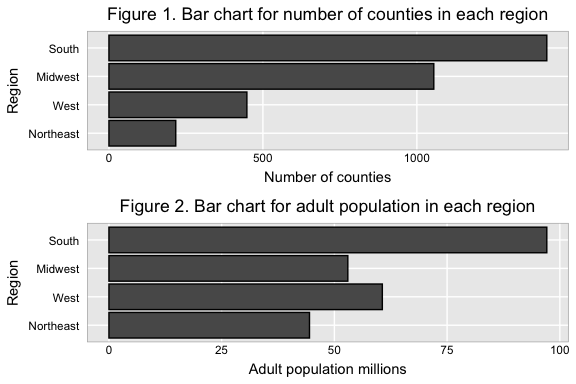 Figure 1. Bar chart for number of counties in each region
Region
South
Midwest
West
Northeast
0 500 1000
Number of counties
Figure 2. Bar chart for adult population in each region
Region
South
Midwest
West
Northeast
0 25 50 75 100
Adult population millions